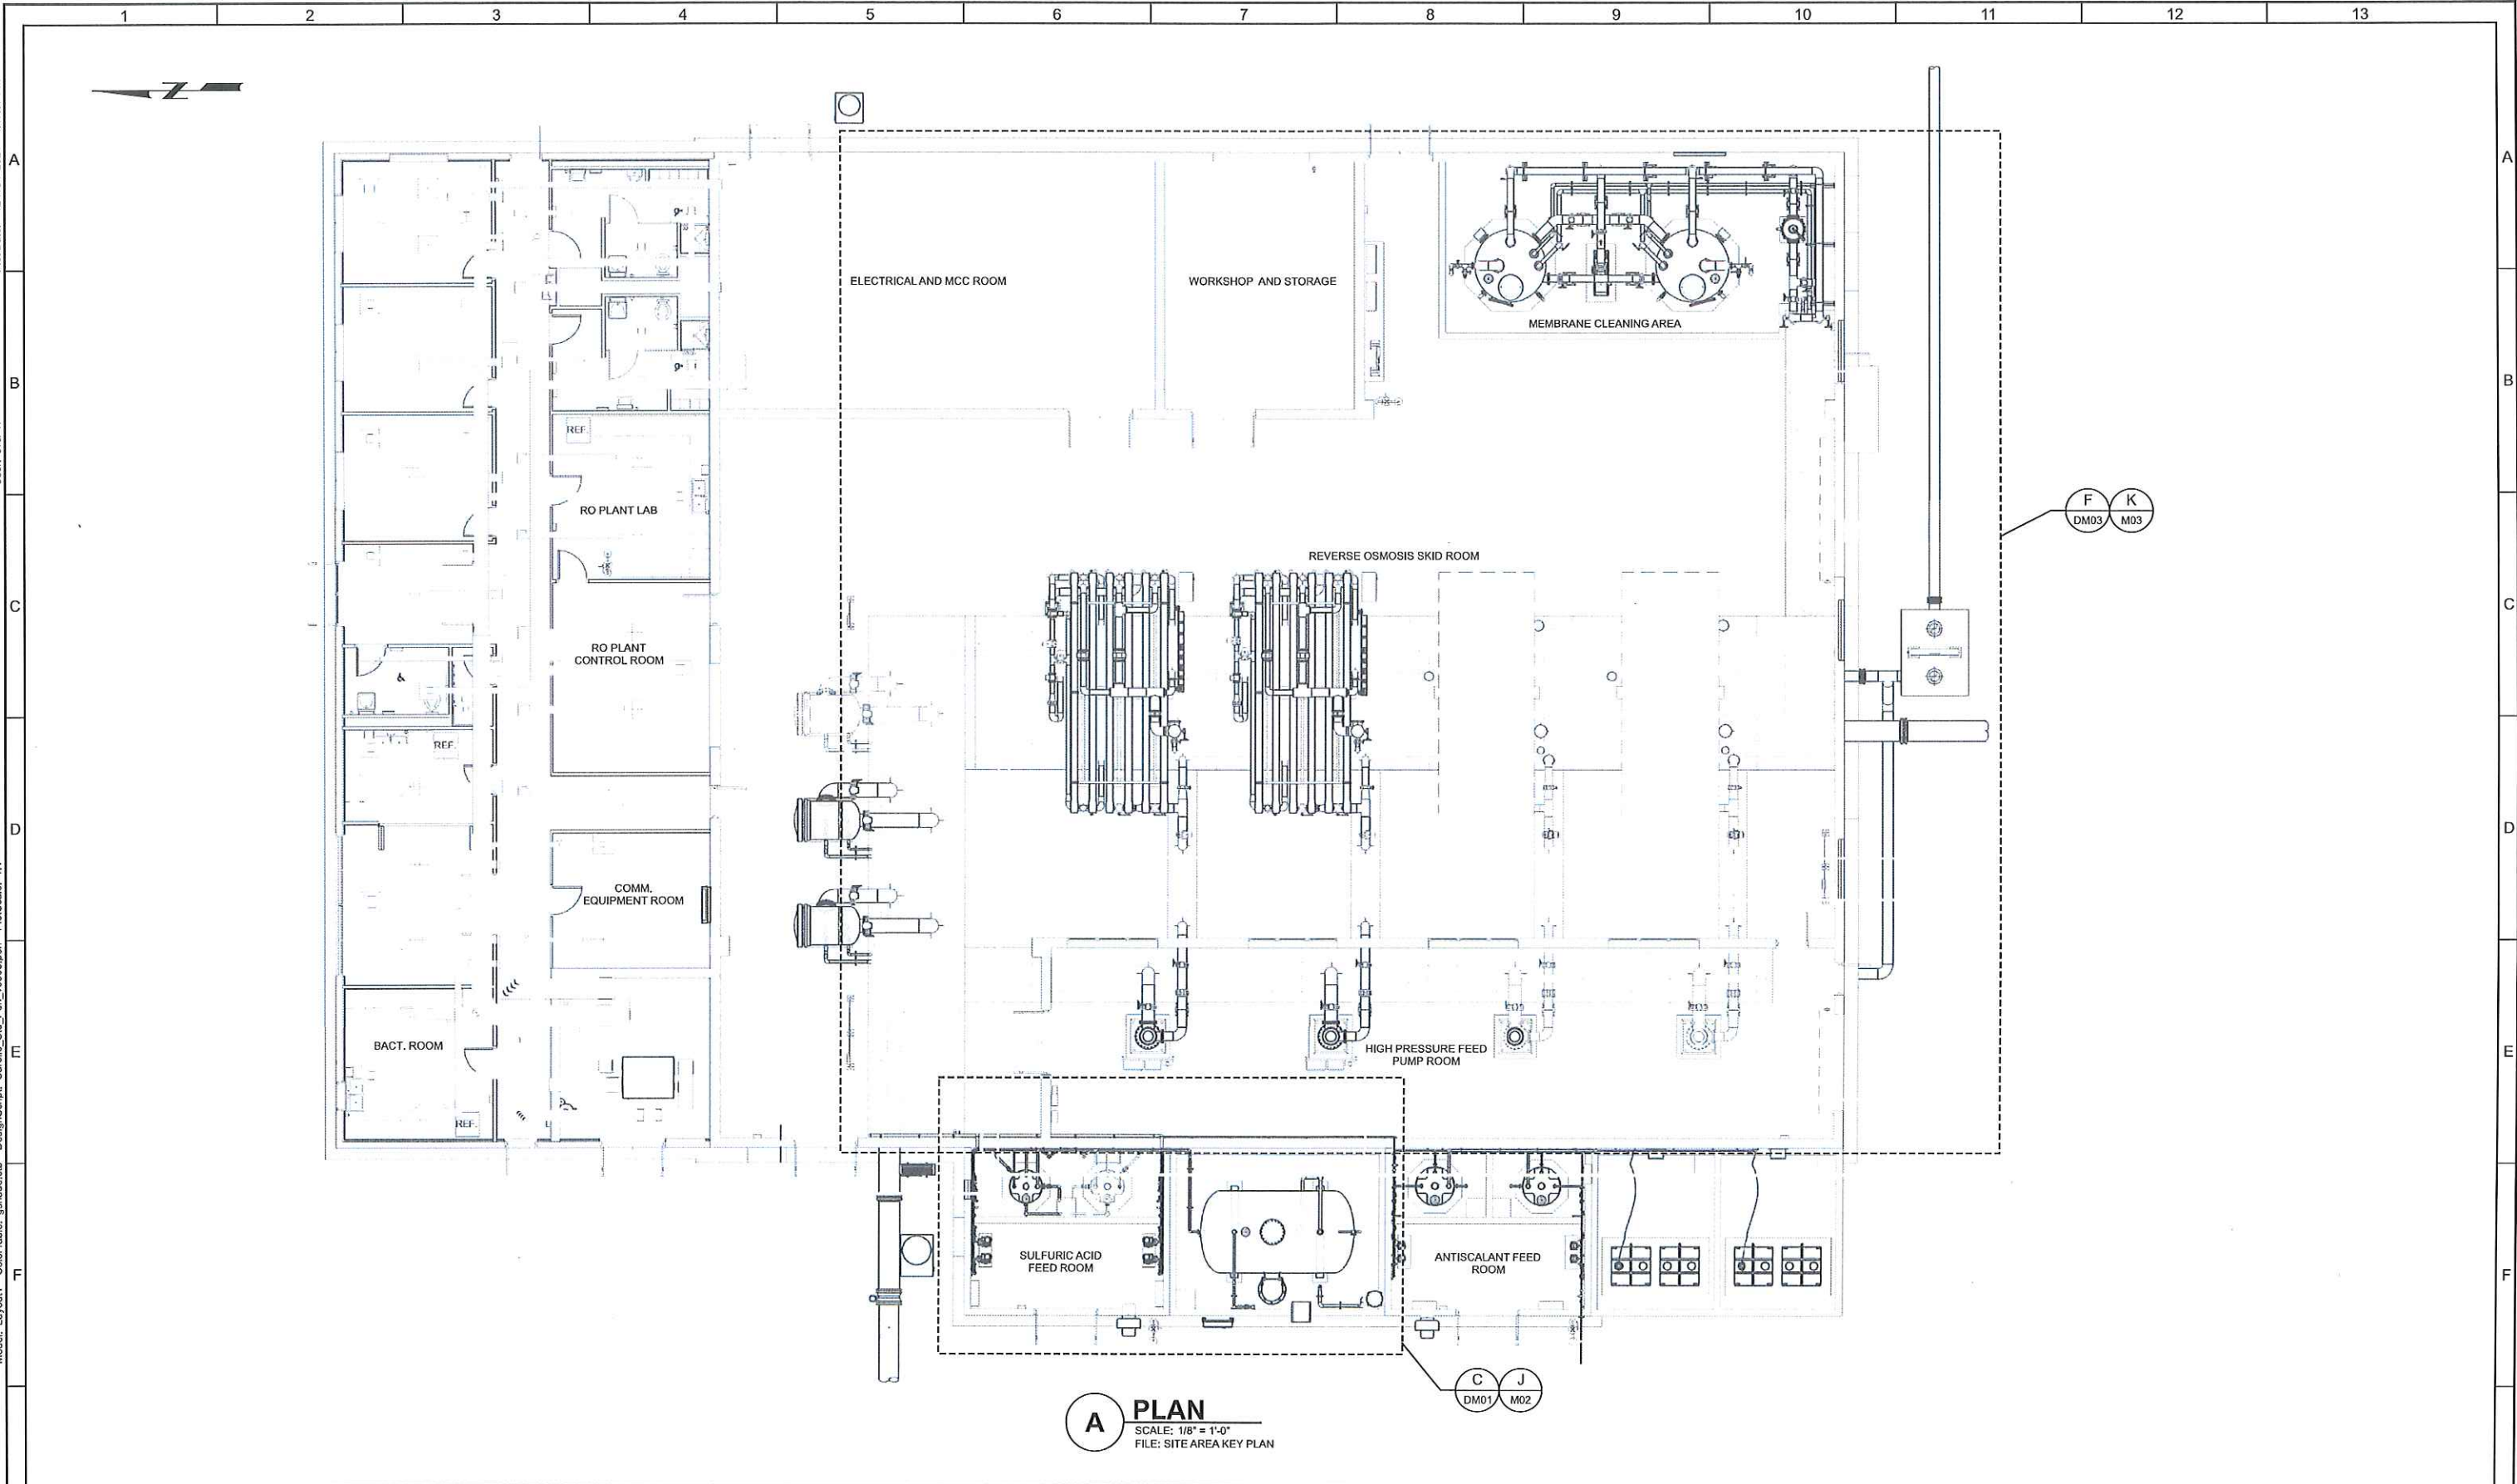 1 2 3 4 5 6 7 8 9 10 11 12 13
A A
B B
C C
D D
E E
F F
N
ELECTRICAL AND MCC ROOM
WORKSHOP AND STORAGE
MEMBRANE CLEANING AREA
REF.
RO PLANT LAB
F K
DM03 M03
REVERSE OSMOSIS SKID ROOM
RO PLANT
CONTROL ROOM
REF.
COMM.
EQUIPMENT ROOM
BACT. ROOM
HIGH PRESSURE FEED
PUMP ROOM
REF.
SULFURIC ACID
FEED ROOM
ANTISCALANT FEED
ROOM
C J
DM01 M02
A PLAN
SCALE: 1/8" = 1'-0"
FILE: SITE AREA KEY PLAN